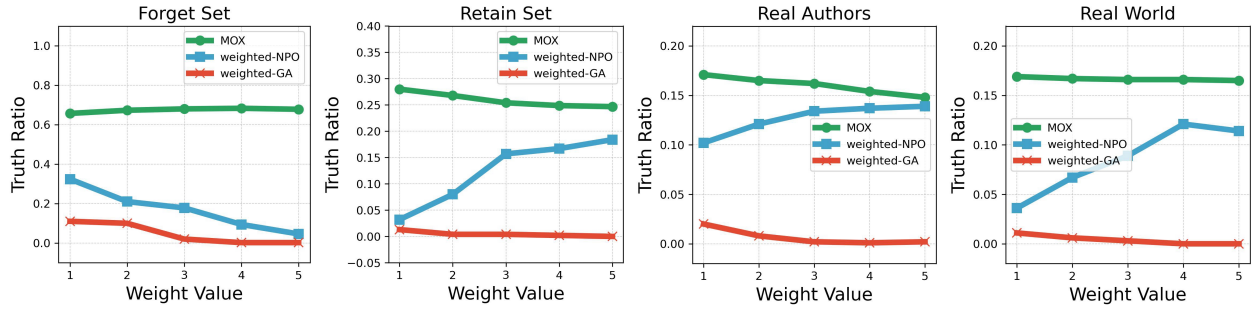 Forget Set
Truth Ratio
1.0
0.8
0.6
0.4
0.2
0.0
MOX
weighted-NPO
weighted-GA
1 2 3 4 5
Weight Value
Retain Set
Truth Ratio
0.40
0.35
0.30
0.25
0.20
0.15
0.10
0.05
0.00
−0.05
MOX
weighted-NPO
weighted-GA
1 2 3 4 5
Weight Value
Real Authors
Truth Ratio
0.20
0.15
0.10
0.05
0.00
MOX
weighted-NPO
weighted-GA
1 2 3 4 5
Weight Value
Real World
Truth Ratio
0.20
0.15
0.10
0.05
0.00
MOX
weighted-NPO
weighted-GA
1 2 3 4 5
Weight Value